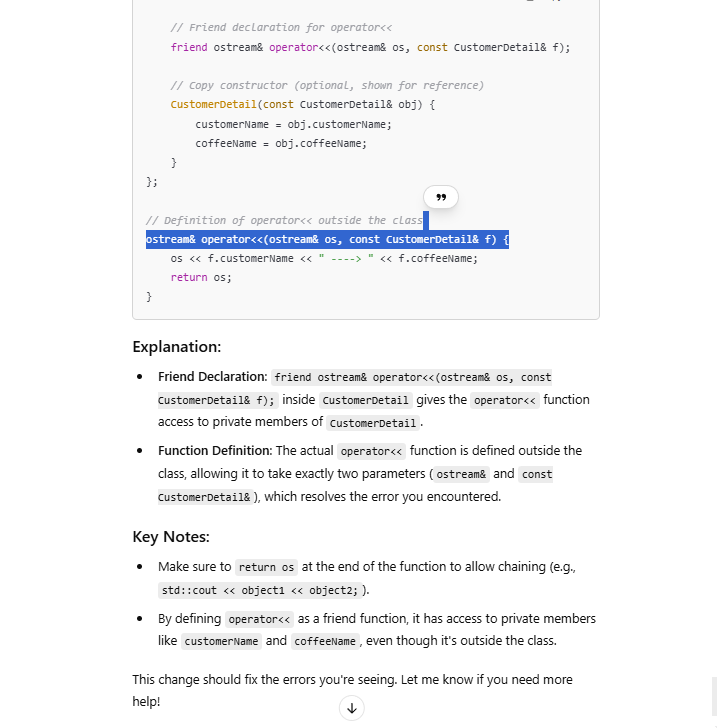 // Friend declaration for operator<<
friend ostream& operator<<(ostream& os, const CustomerDetail& f);
// Copy constructor (optional, shown for reference)
CustomerDetail(const CustomerDetail& obj) {
customerName = obj.customerName;
coffeeName = obj.coffeeName;
}
};
// Definition of operator<< outside the class
ostream& operator<<(ostream& os, const CustomerDetail& f) {
os << f.customerName << " ----> " << f.coffeeName;
return os;
}
Explanation:
• Friend Declaration: friend ostream& operator<<(ostream& os, const
CustomerDetail& f); inside CustomerDetail gives the operator<< function
access to private members of CustomerDetail.
• Function Definition: The actual operator<< function is defined outside the
class, allowing it to take exactly two parameters (ostream& and const
CustomerDetail&), which resolves the error you encountered.
Key Notes:
• Make sure to return os at the end of the function to allow chaining (e.g.,
std::cout << object1 << object2;).
• By defining operator<< as a friend function, it has access to private members
like customerName and coffeeName, even though it's outside the class.
This change should fix the errors you're seeing. Let me know if you need more
help!